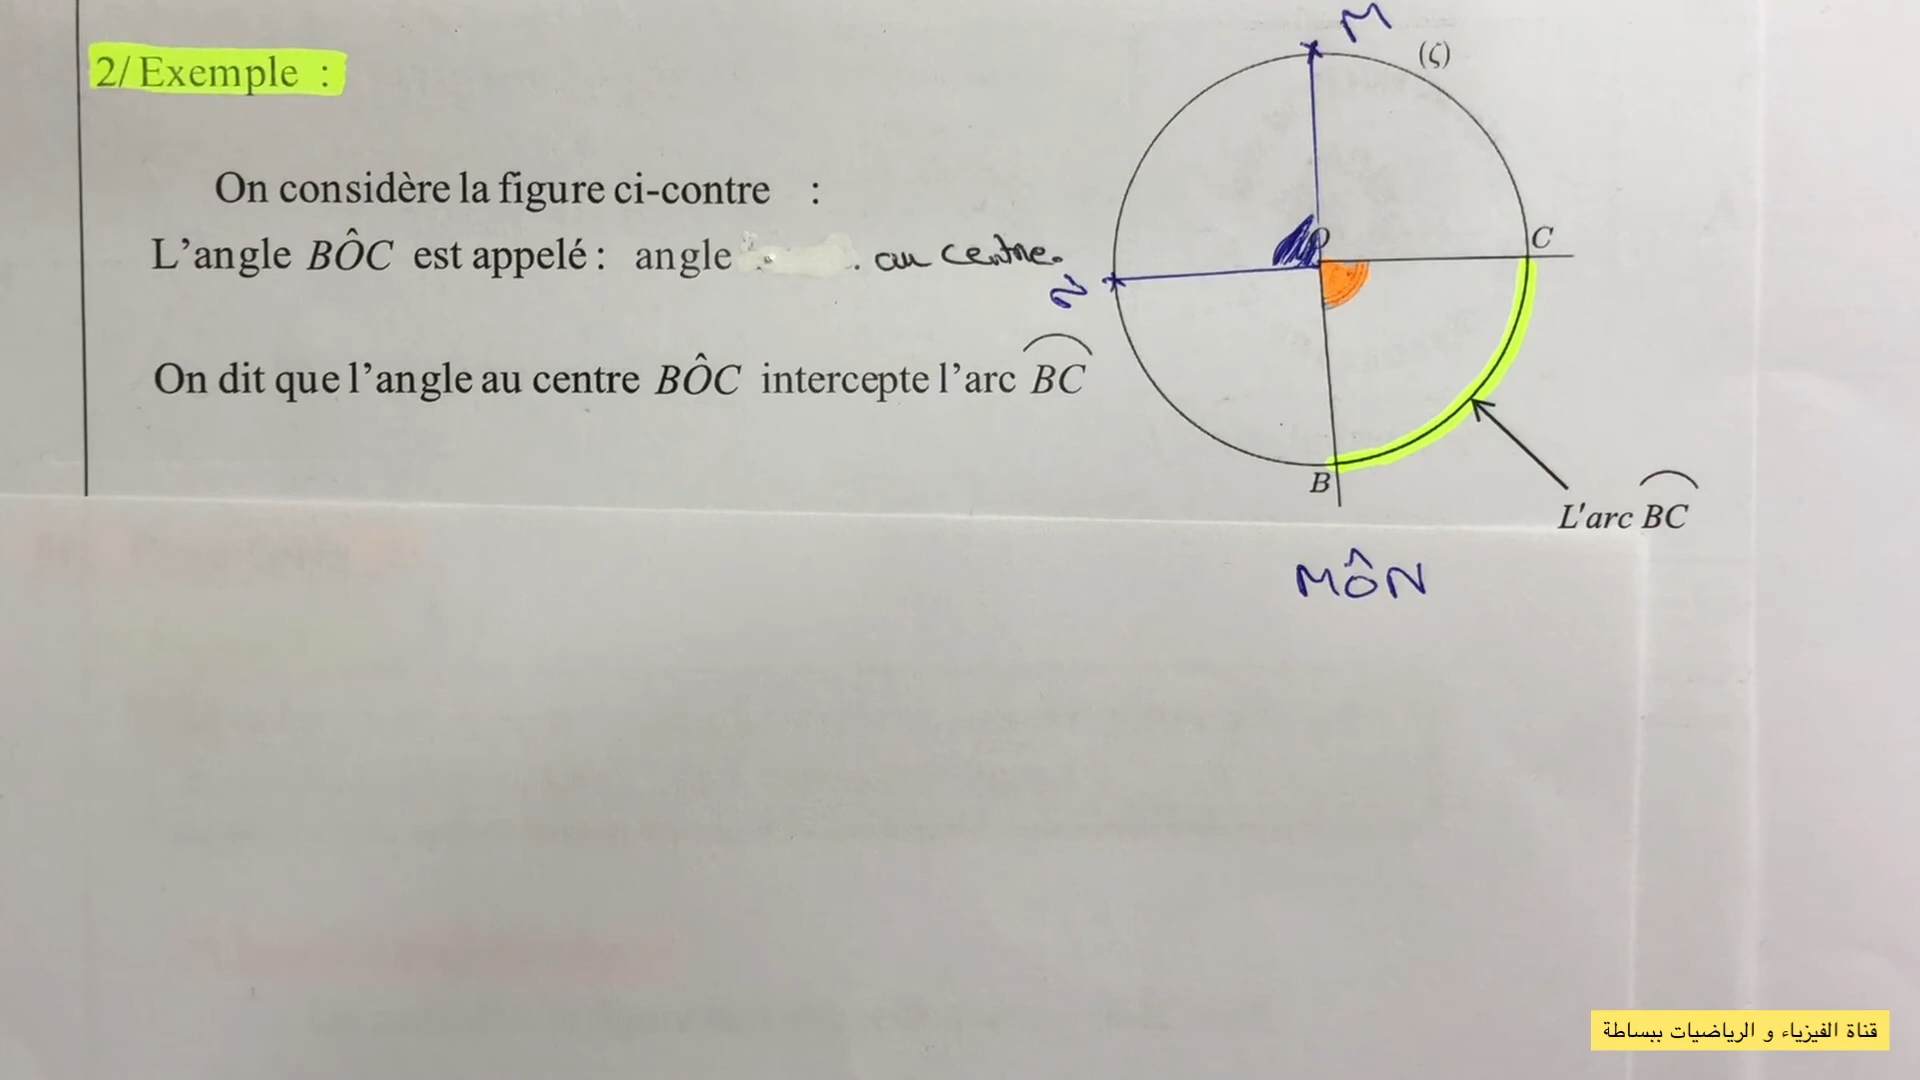 2/ Exemple :
On considère la figure ci-contre :
L'angle BÔC est appelé : angle . au centre.
On dit que l'angle au centre BÔC intercepte l'arc BC
M
(ζ)
O
C
N
B
L'arc BC
MÔN
قناة الفيزياء و الرياضيات ببساطة